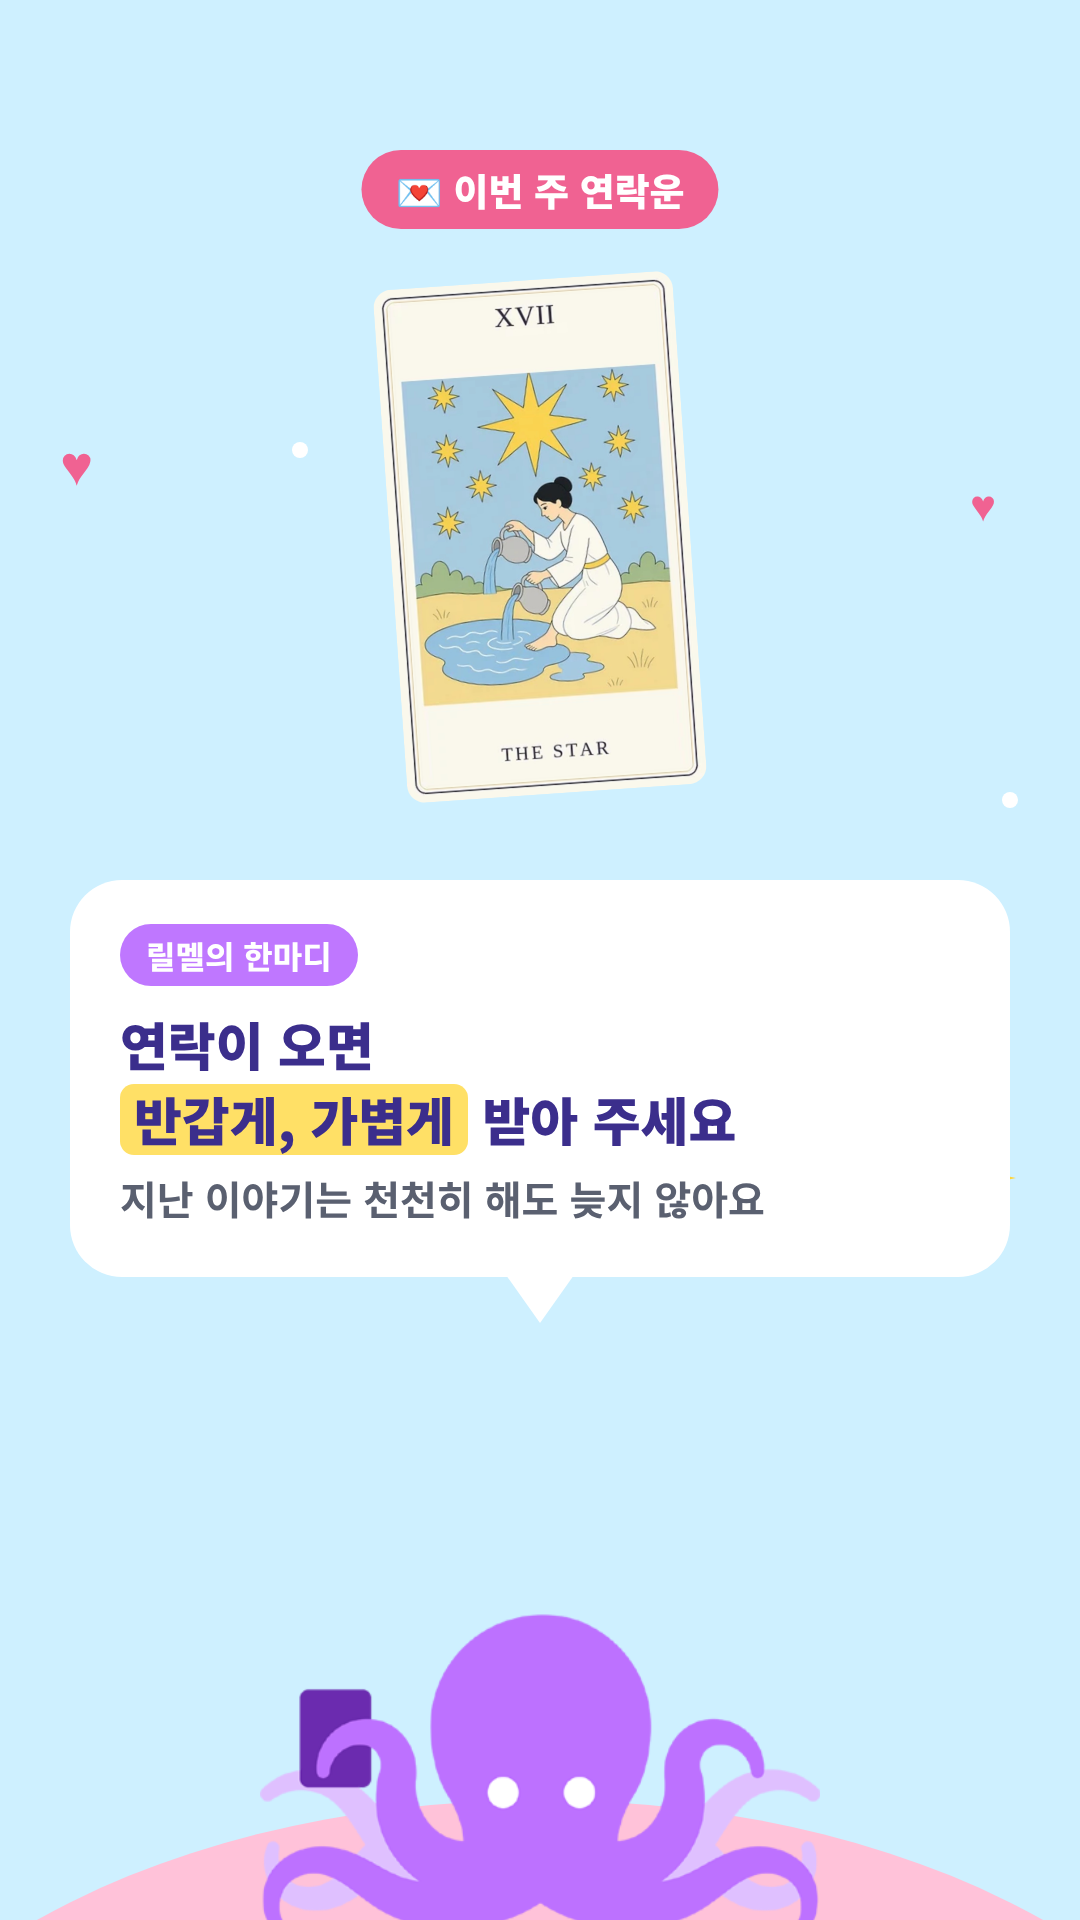 💌 이번 주 연락운
XVII
THE STAR
릴멜의 한마디
연락이 오면
반갑게, 가볍게 받아 주세요
지난 이야기는 천천히 해도 늦지 않아요